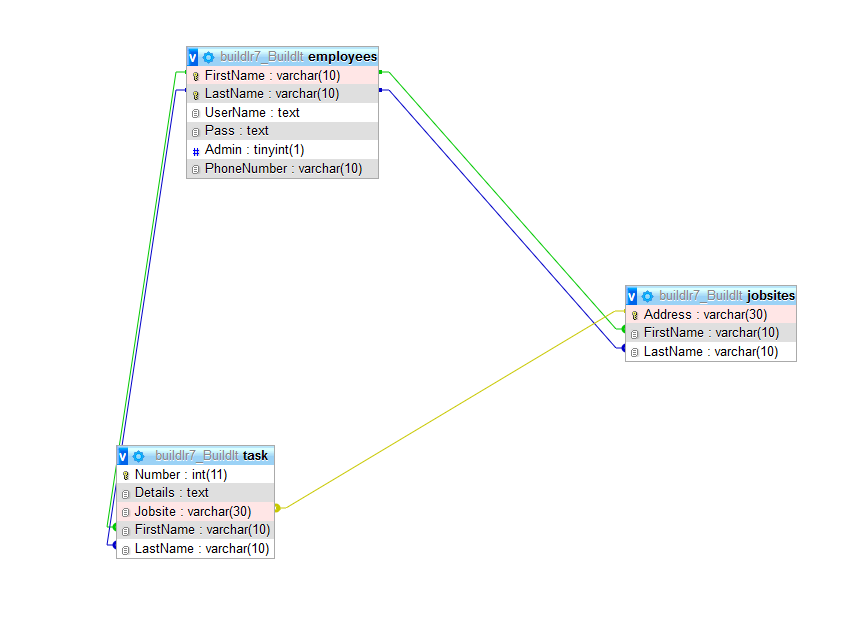 v buildlr7_BuildIt employees
FirstName : varchar(10)
LastName : varchar(10)
UserName : text
Pass : text
# Admin : tinyint(1)
PhoneNumber : varchar(10)
v buildlr7_BuildIt jobsites
Address : varchar(30)
FirstName : varchar(10)
LastName : varchar(10)
v buildlr7_BuildIt task
Number : int(11)
Details : text
Jobsite : varchar(30)
FirstName : varchar(10)
LastName : varchar(10)